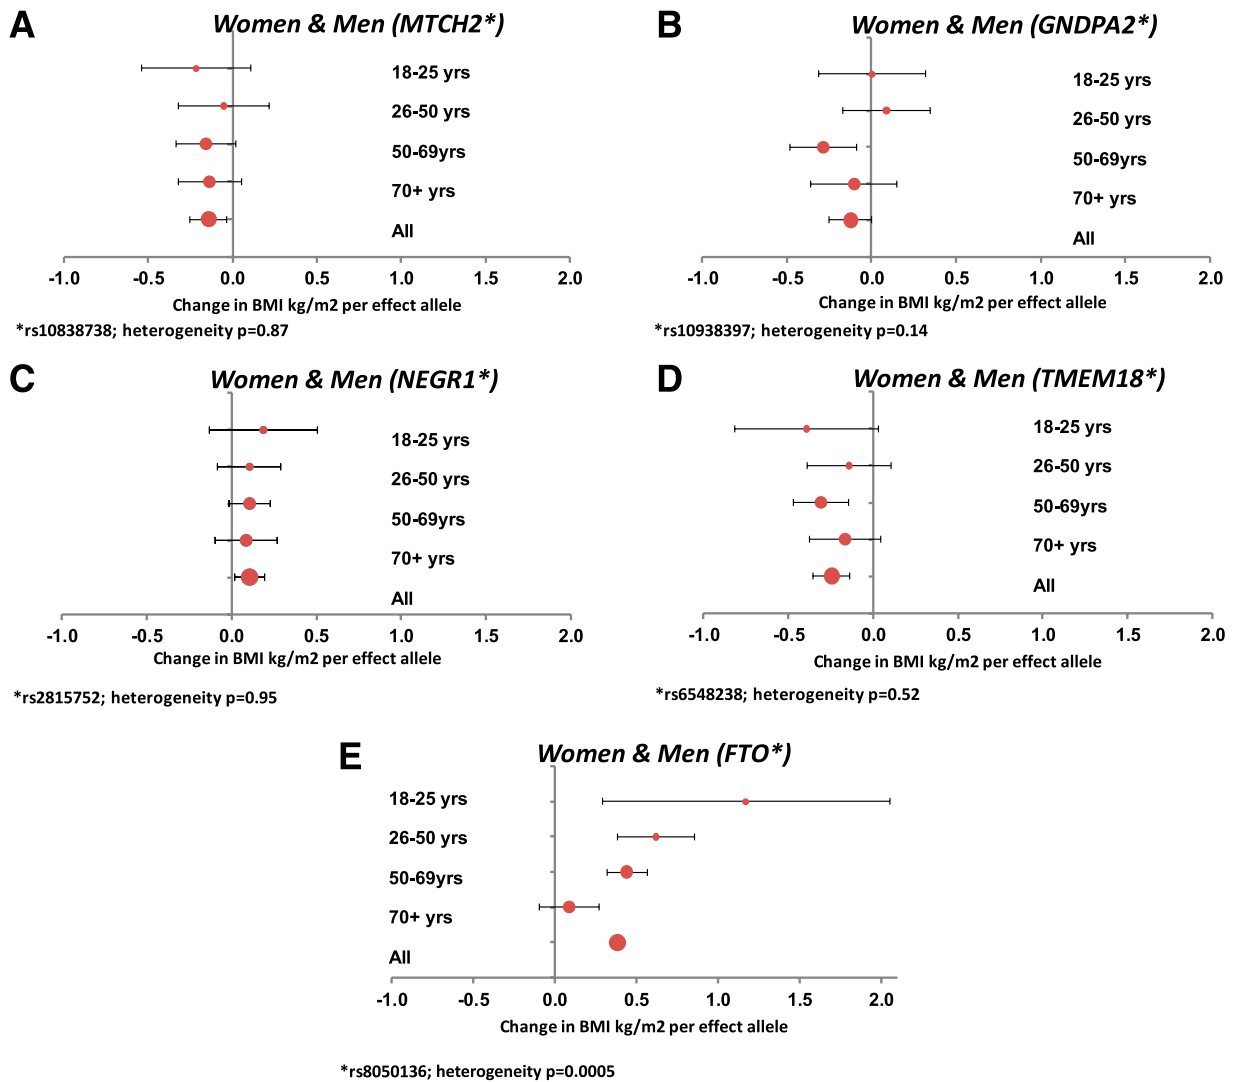 A
Women & Men (MTCH2*)
18-25 yrs
26-50 yrs
50-69yrs
70+ yrs
All
-1.0 -0.5 0.0 0.5 1.0 1.5 2.0
Change in BMI kg/m2 per effect allele
*rs10838738; heterogeneity p=0.87
B
Women & Men (GNDPA2*)
18-25 yrs
26-50 yrs
50-69yrs
70+ yrs
All
-1.0 -0.5 0.0 0.5 1.0 1.5 2.0
Change in BMI kg/m2 per effect allele
*rs10938397; heterogeneity p=0.14
C
Women & Men (NEGR1*)
18-25 yrs
26-50 yrs
50-69yrs
70+ yrs
All
-1.0 -0.5 0.0 0.5 1.0 1.5 2.0
Change in BMI kg/m2 per effect allele
*rs2815752; heterogeneity p=0.95
D
Women & Men (TMEM18*)
18-25 yrs
26-50 yrs
50-69yrs
70+ yrs
All
-1.0 -0.5 0.0 0.5 1.0 1.5 2.0
Change in BMI kg/m2 per effect allele
*rs6548238; heterogeneity p=0.52
E
Women & Men (FTO*)
18-25 yrs
26-50 yrs
50-69yrs
70+ yrs
All
-1.0 -0.5 0.0 0.5 1.0 1.5 2.0
Change in BMI kg/m2 per effect allele
*rs8050136; heterogeneity p=0.0005